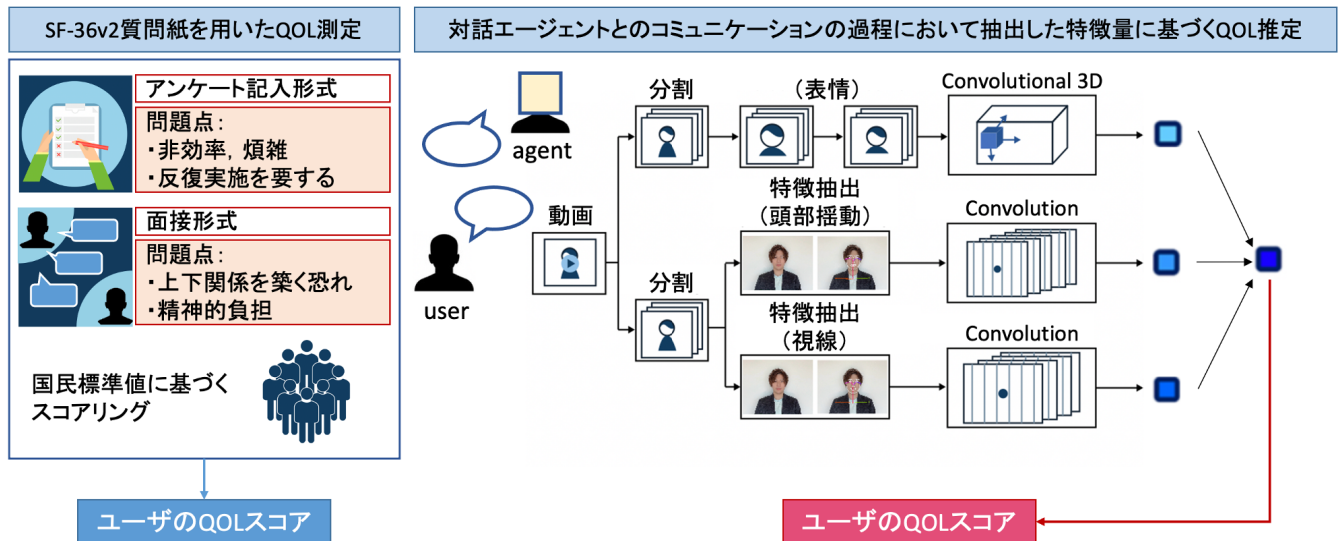 SF-36v2質問紙を用いたQOL測定
アンケート記入形式
問題点：
・非効率，煩雑
・反復実施を要する
面接形式
問題点：
・上下関係を築く恐れ
・精神的負担
国民標準値に基づく
スコアリング
ユーザのQOLスコア
対話エージェントとのコミュニケーションの過程において抽出した特徴量に基づくQOL推定
agent
user
動画
分割
（表情）
Convolutional 3D
分割
特徴抽出
（頭部揺動）
Convolution
特徴抽出
（視線）
Convolution
ユーザのQOLスコア